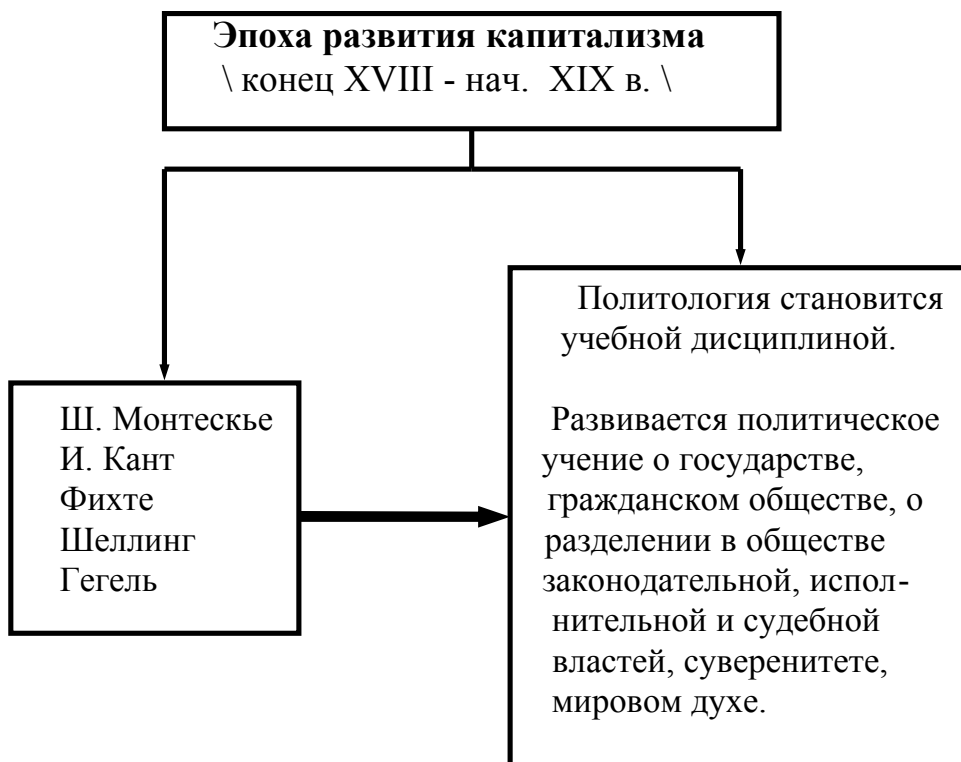 Эпоха развития капитализма
\ конец XVIII - нач. XIX в. \
Ш. Монтескье
И. Кант
Фихте
Шеллинг
Гегель
Политология становится
учебной дисциплиной.
Развивается политическое
учение о государстве,
гражданском обществе, о
разделении в обществе
законодательной, испол-
нительной и судебной
властей, суверенитете,
мировом духе.